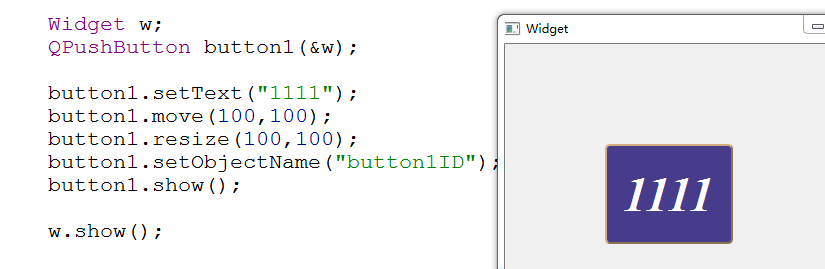 Widget w;
QPushButton button1(&w);
button1.setText("1111");
button1.move(100,100);
button1.resize(100,100);
button1.setObjectName("button1ID");
button1.show();
w.show();
Widget
1111